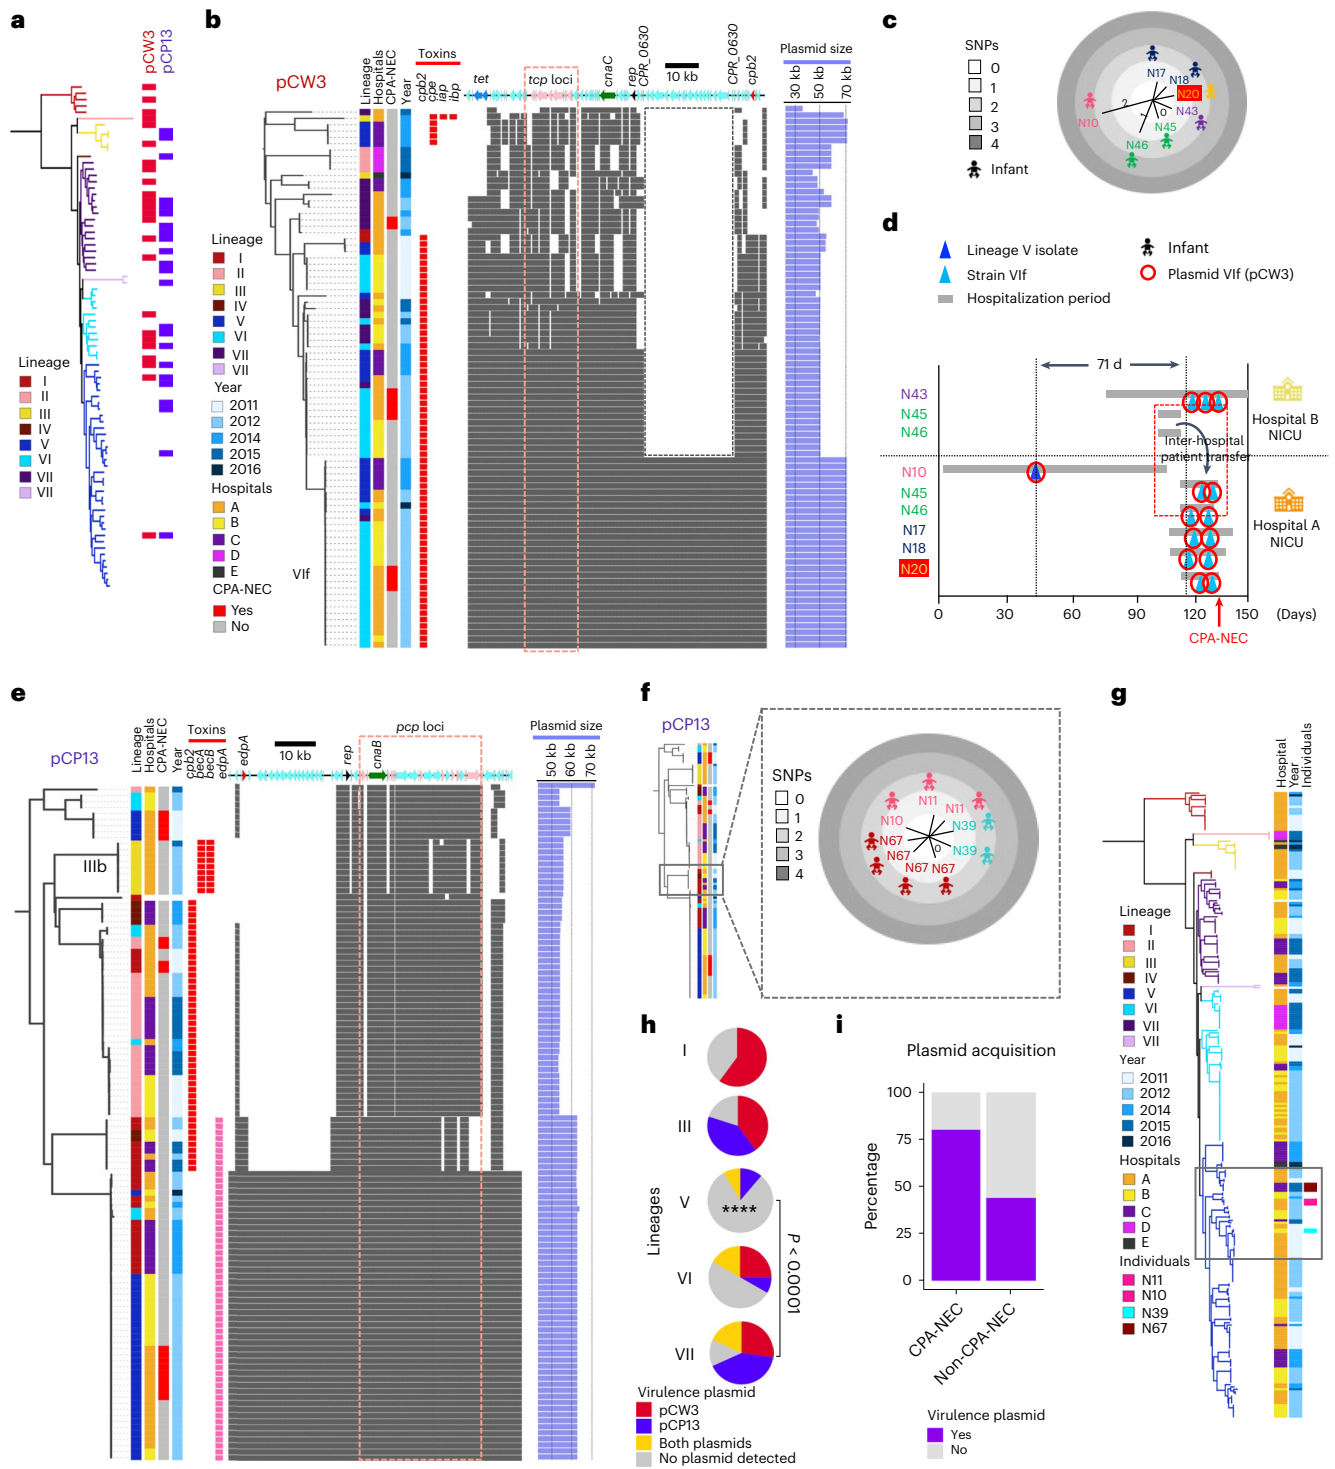 a
pCW3
pCP13
Lineage
I
II
III
IV
V
VI
VII
VII
b
pCW3
Lineage
Hospitals
CPA-NEC
Year
Toxins
cpb2
cpe
iap
ibp
tet
tcp loci
cnaC
rep
CPR_0630
10 kb
CPR_0630
cpb2
Plasmid size
30 kb
50 kb
70 kb
Lineage
I
II
III
IV
V
VI
VII
VII
Year
2011
2012
2014
2015
2016
Hospitals
A
B
C
D
E
CPA-NEC
Yes
No
VIf
c
SNPs
0
1
2
3
4
Infant
N17
N18
N20
N43
N45
N46
N10
2
1
0
d
Lineage V isolate
Strain VIf
Hospitalization period
Infant
Plasmid VIf (pCW3)
71 d
N43
N45
N46
N10
N45
N46
N17
N18
N20
Inter-hospital
patient transfer
Hospital B
NICU
Hospital A
NICU
0
30
60
90
120
150
(Days)
CPA-NEC
e
pCP13
Lineage
Hospitals
CPA-NEC
Year
Toxins
cpb2
becA
becB
edpA
edpA
10 kb
rep
cnaB
pcp loci
Plasmid size
50 kb
60 kb
70 kb
IIIb
f
pCP13
SNPs
0
1
2
3
4
N11
N11
N10
N39
N39
N67
N67
N67 N67
0
g
Hospital
Year
Individuals
Lineage
I
II
III
IV
V
VI
VII
VII
Year
2011
2012
2014
2015
2016
Hospitals
A
B
C
D
E
Individuals
N11
N10
N39
N67
h
Lineages
I
III
V
VI
VII
****
P < 0.0001
Virulence plasmid
pCW3
pCP13
Both plasmids
No plasmid detected
i
Plasmid acquisition
Percentage
100
75
50
25
0
CPA-NEC
Non-CPA-NEC
Virulence plasmid
Yes
No